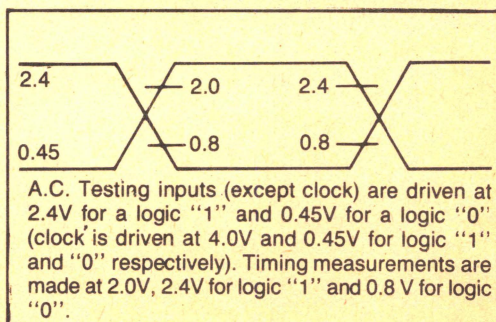 2.4 2.0 2.4
0.45 0.8 0.8
A.C. Testing inputs (except clock) are driven at
2.4V for a logic "1" and 0.45V for a logic "0"
(clock is driven at 4.0V and 0.45V for logic "1"
and "0" respectively). Timing measurements are
made at 2.0V, 2.4V for logic "1" and 0.8 V for logic
"0".